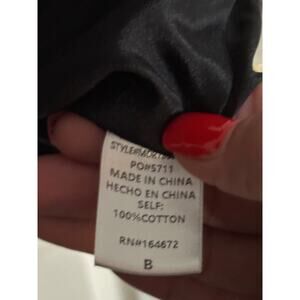 PO#5711
MADE IN CHINA
HECHO EN CHINA
SELF:
100%COTTON
RN#164672
B